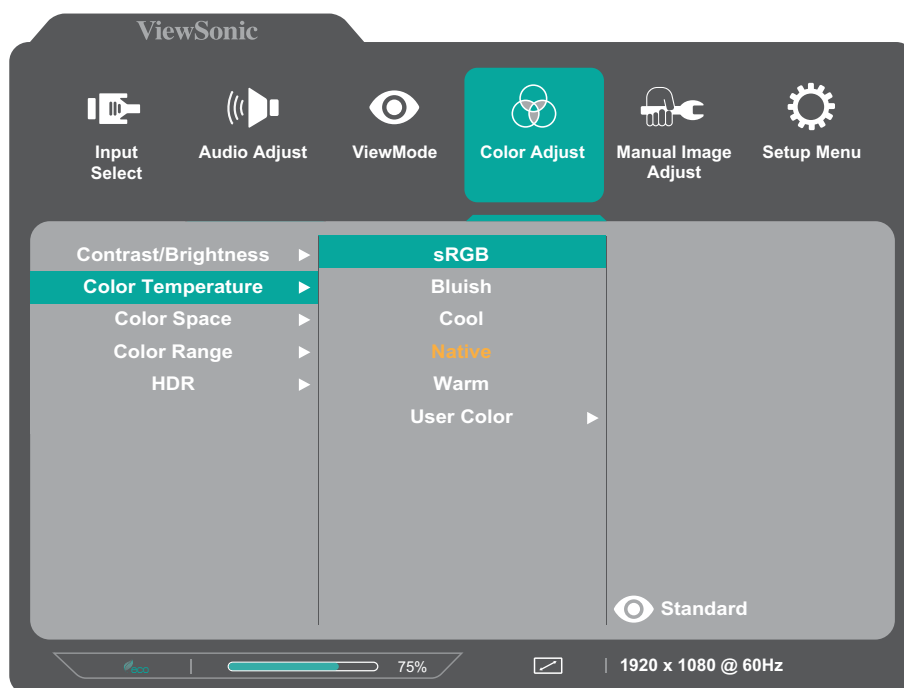 ViewSonic
Input Select
Audio Adjust
ViewMode
Color Adjust
Manual Image Adjust
Setup Menu
Contrast/Brightness
Color Temperature
Color Space
Color Range
HDR
sRGB
Bluish
Cool
Native
Warm
User Color
Standard
eco
75%
1920 x 1080 @ 60Hz